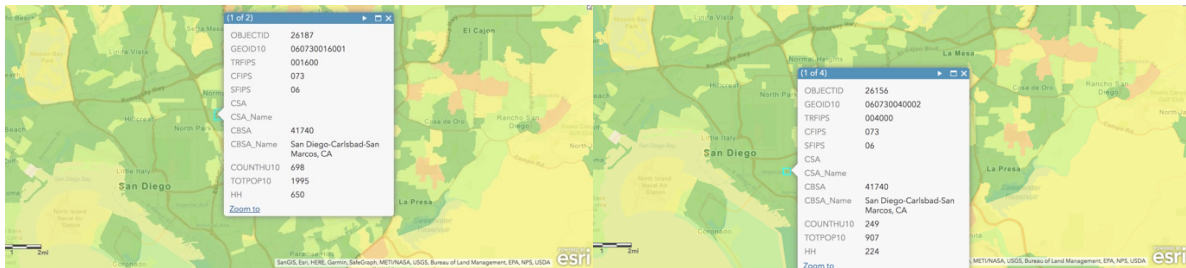 (1 of 2)
OBJECTID 26187
GEOID10 060730016001
TRFIPS 001600
CFIPS 073
SFIPS 06
CSA
CSA_Name
CBSA 41740
CBSA_Name San Diego-Carlsbad-San
Marcos, CA
COUNTHU10 698
TOTPOP10 1995
HH 650
Zoom to
El Cajon
Linda Vista
Hillcrest
North Park
Casa de Oro
Rancho San
Diego
Little Italy
San Diego
La Presa
Coronado
2mi
SanGIS, Esri, HERE, Garmin, SafeGraph, METI/NASA, USGS, Bureau of Land Management, EPA, NPS, USDA
esri
(1 of 4)
OBJECTID 26156
GEOID10 060730040002
TRFIPS 004000
CFIPS 073
SFIPS 06
CSA
CSA_Name
CBSA 41740
CBSA_Name San Diego-Carlsbad-San
Marcos, CA
COUNTHU10 249
TOTPOP10 907
HH 224
Zoom to
Linda Vista
La Mesa
Normal Heights
Hillcrest
North Park
Casa de Oro
Rancho San
Diego
Little Italy
San Diego
La Presa
Coronado
2mi
METI/NASA, USGS, Bureau of Land Management, EPA, NPS, USDA
esri